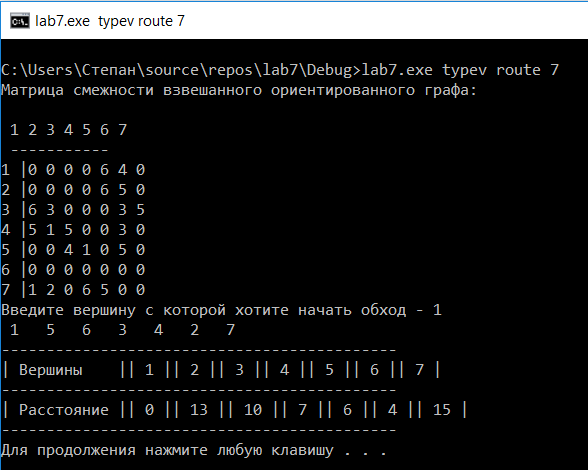 lab7.exe  typev route 7
C:\Users\Степан\source\repos\lab7\Debug>lab7.exe typev route 7
Матрица смежности взвешанного ориентированного графа:
 1 2 3 4 5 6 7
 -----------
1 |0 0 0 0 6 4 0
2 |0 0 0 0 6 5 0
3 |6 3 0 0 0 3 5
4 |5 1 5 0 0 3 0
5 |0 0 4 1 0 5 0
6 |0 0 0 0 0 0 0
7 |1 2 0 6 5 0 0
Введите вершину с которой хотите начать обход - 1
 1   5   6   3   4   2   7
--------------------------------------------
| Вершины    || 1 || 2 || 3 || 4 || 5 || 6 || 7 |
--------------------------------------------
| Расстояние || 0 || 13 || 10 || 7 || 6 || 4 || 15 |
--------------------------------------------
Для продолжения нажмите любую клавишу . . .